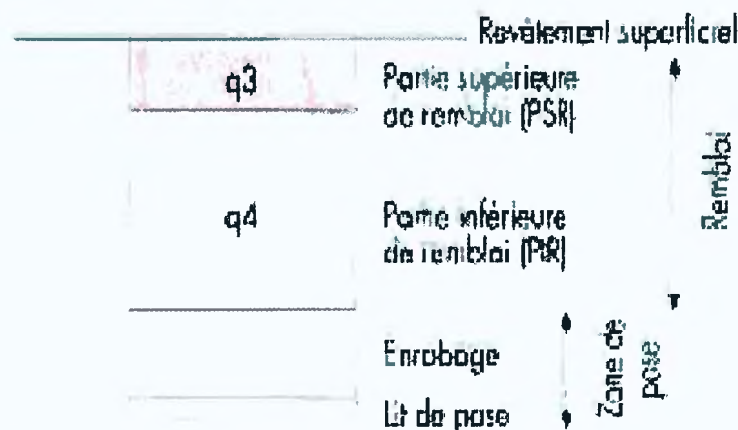 Revêtement superficiel
q3
Partie supérieure
de remblai (PSR)
Remblai
q4
Partie inférieure
de remblai (PIR)
Enrobage
Zone de
pose
Lit de pose